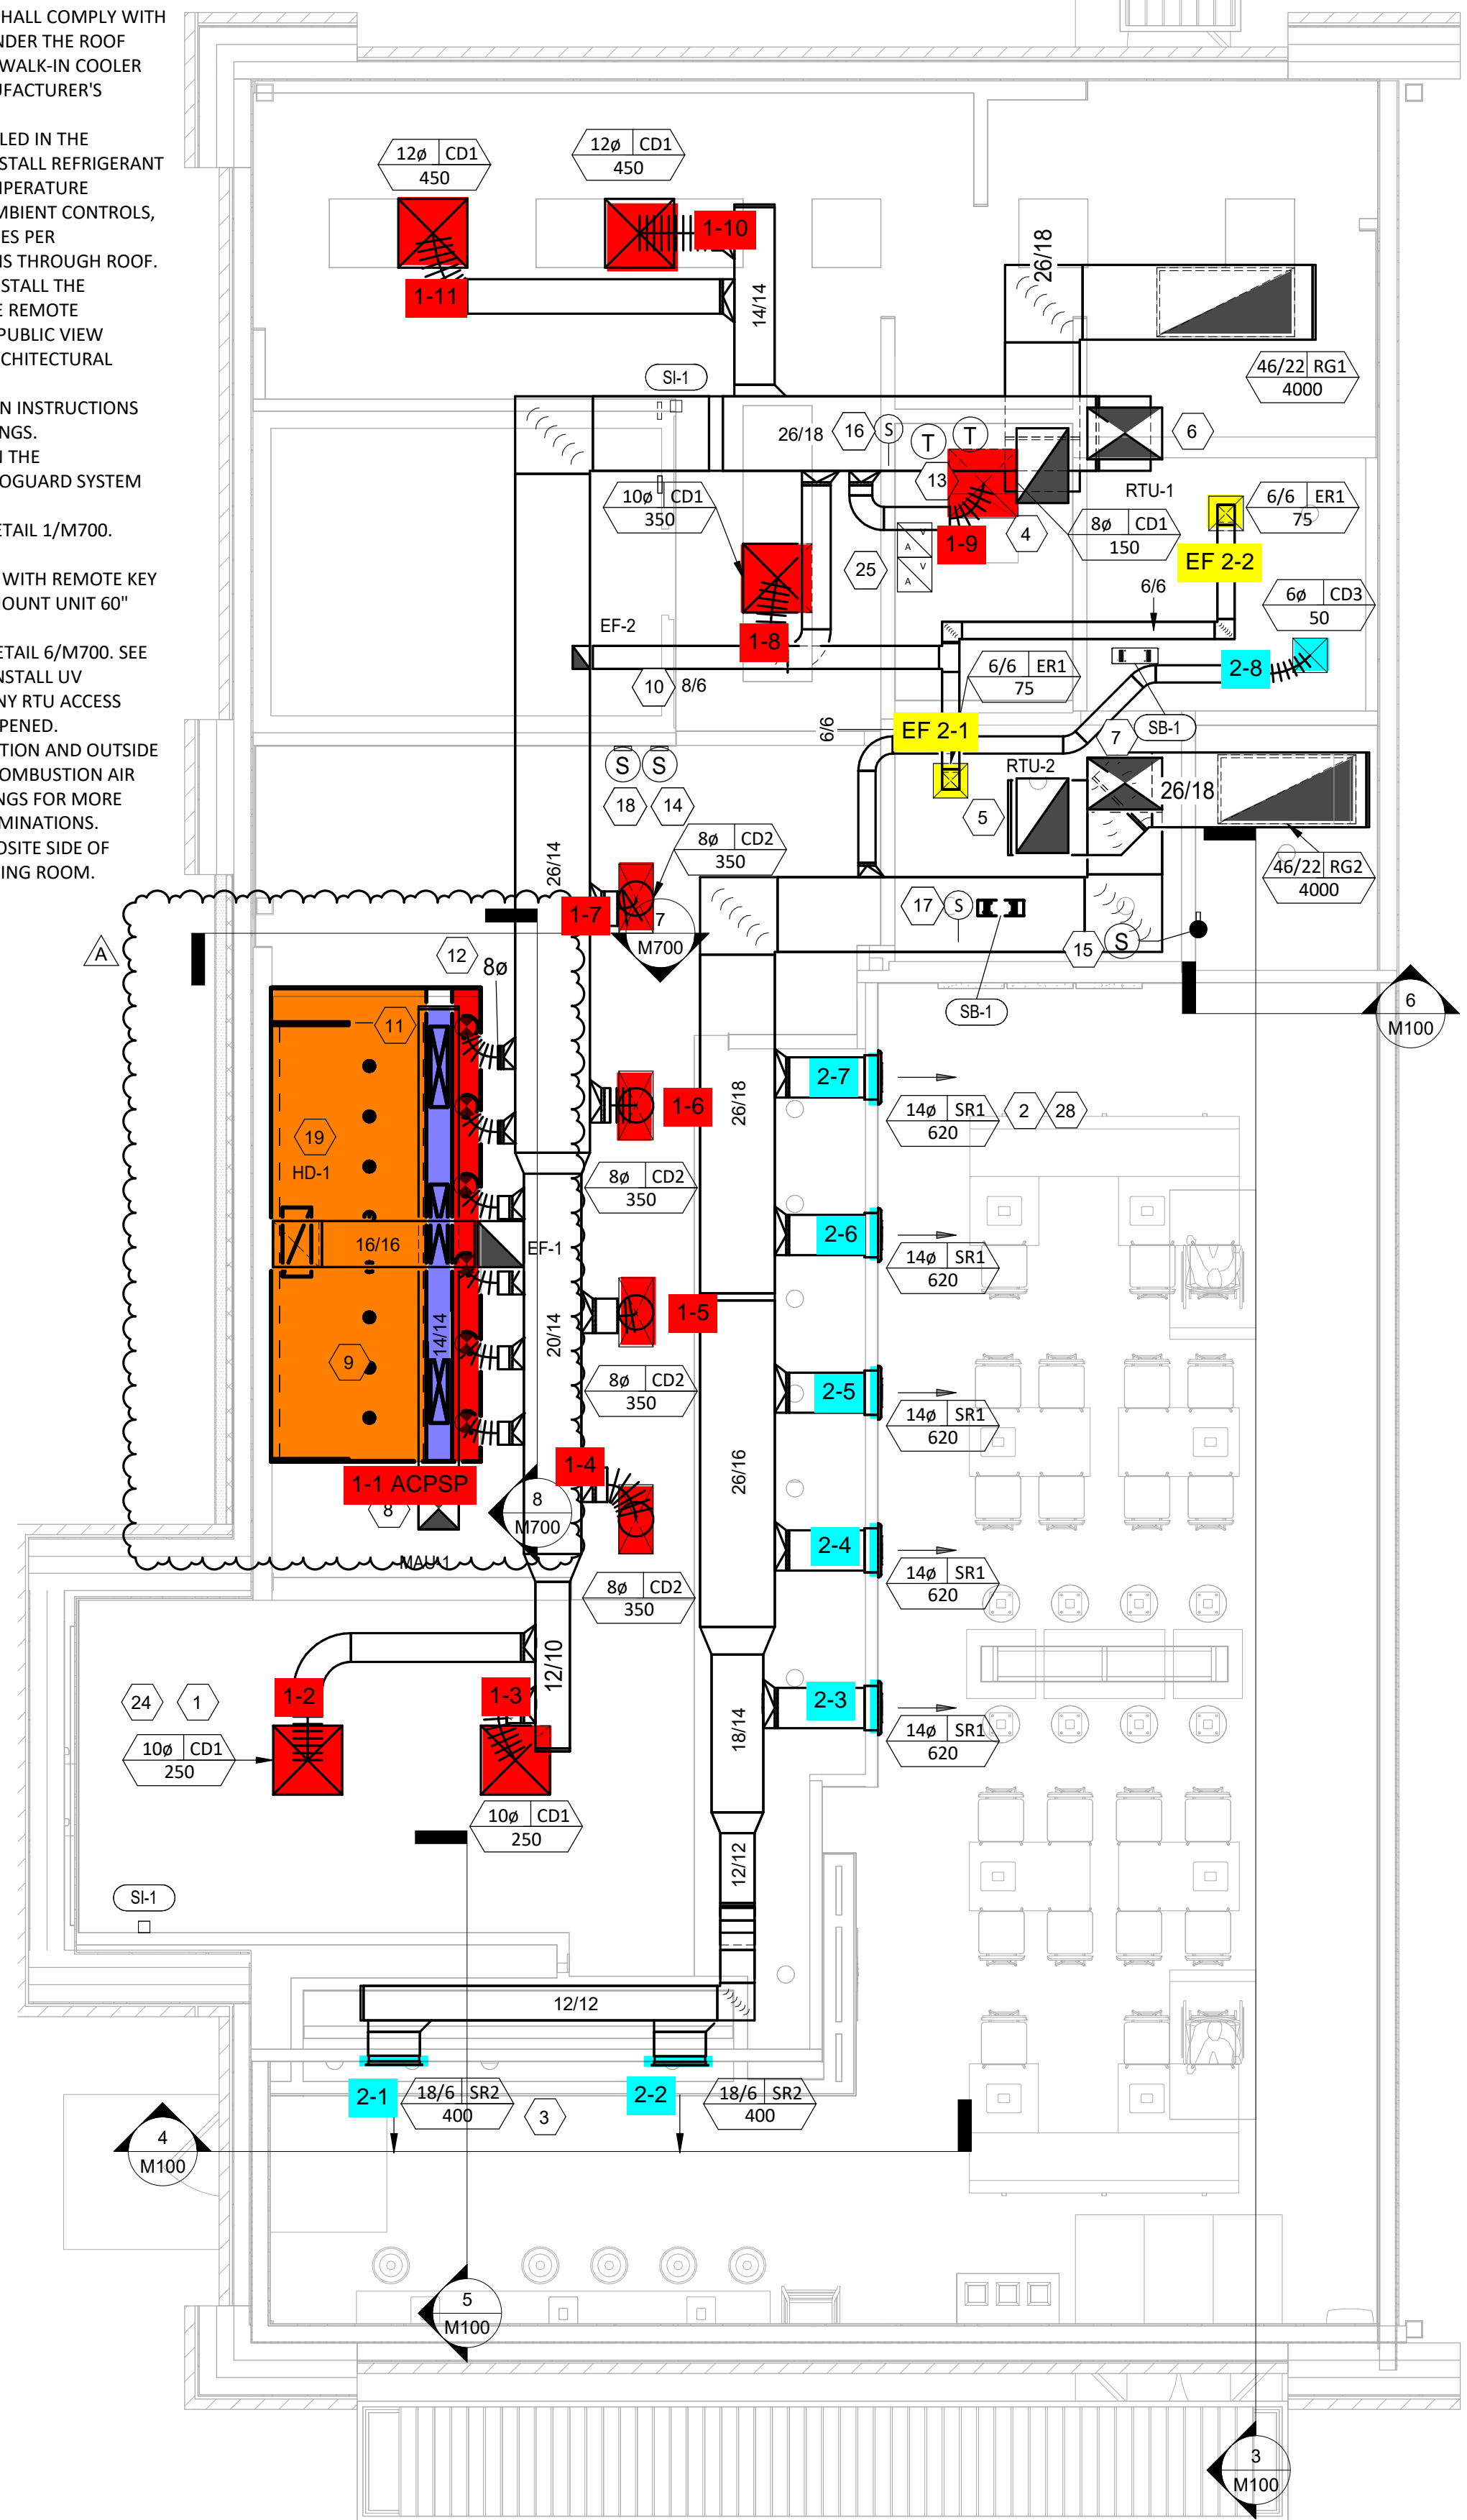 HALL COMPLY WITH
NDER THE ROOF
WALK-IN COOLER
UFACTURER'S
LED IN THE
STALL REFRIGERANT
MPERATURE
MBIENT CONTROLS,
ES PER
NS THROUGH ROOF.
STALL THE
E REMOTE
PUBLIC VIEW
CHITECTURAL
N INSTRUCTIONS
NGS.
N THE
OGUARD SYSTEM
ETAIL 1/M700.
WITH REMOTE KEY
MOUNT UNIT 60"
ETAIL 6/M700. SEE
NSTALL UV
NY RTU ACCESS
PENED.
TION AND OUTSIDE
OMBUSTION AIR
NGS FOR MORE
MINATIONS.
OSITE SIDE OF
ING ROOM.
12ø CD1
450
12ø CD1
450
1-10
1-11
14/14
26/18
46/22 RG1
4000
SI-1
26/18
16
S
T
T
6
13
RTU-1
10ø CD1
350
6/6 ER1
75
8ø CD1
150
4
1-9
25
V
A
V
A
EF 2-2
6/6
6ø CD3
50
EF-2
1-8
6/6 ER1
75
2-8
10
8/6
6/6
EF 2-1
SB-1
7
RTU-2
S
S
18
14
26/18
5
8ø CD2
350
26/14
46/22 RG2
4000
1-7
7
M700
17
S
15
S
A
12
8ø
SB-1
6
M100
11
2-7
14ø SR1
620
2
28
1-6
26/18
19
HD-1
8ø CD2
350
2-6
14ø SR1
620
16/16
EF-1
1-5
14/14
20/14
9
8ø CD2
350
2-5
14ø SR1
620
1-4
26/16
1-1 ACPSP
8
8
M700
2-4
14ø SR1
620
MAU-1
8ø CD2
350
12/10
1-2
1-3
24
1
2-3
14ø SR1
620
18/14
10ø CD1
250
10ø CD1
250
12/12
SI-1
12/12
2-1
18/6 SR2
400
3
2-2
18/6 SR2
400
4
M100
5
M100
3
M100